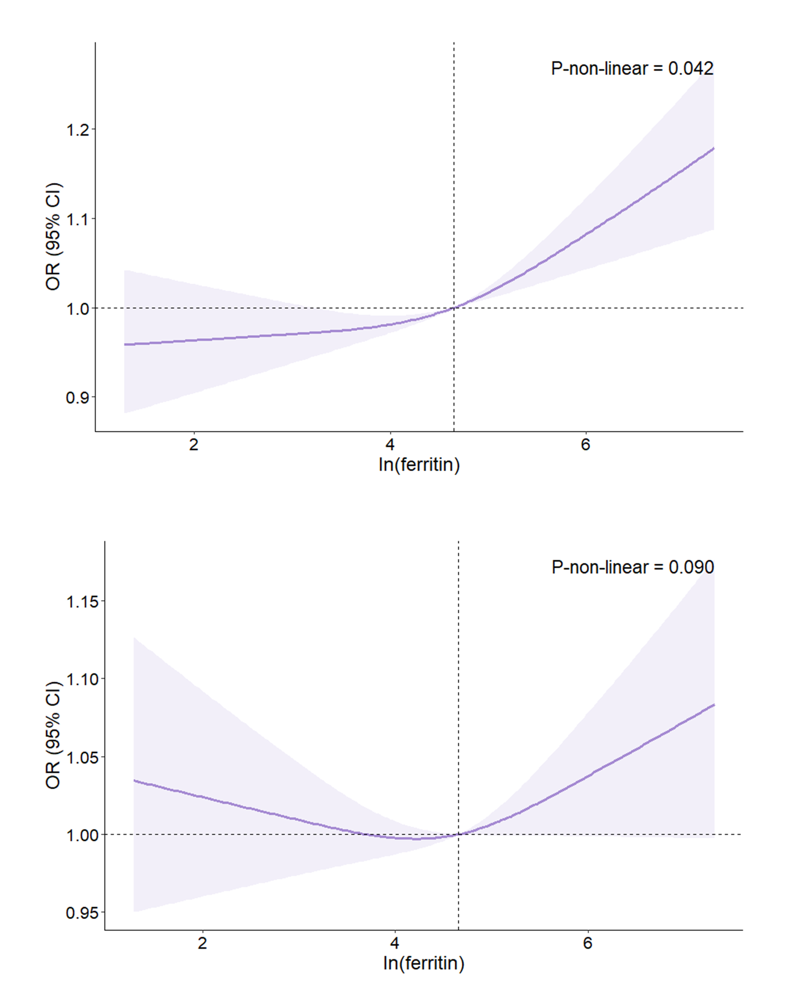 P-non-linear = 0.042
OR (95% CI)
1.2
1.1
1.0
0.9
2 4 6
ln(ferritin)
P-non-linear = 0.090
OR (95% CI)
1.15
1.10
1.05
1.00
0.95
2 4 6
ln(ferritin)